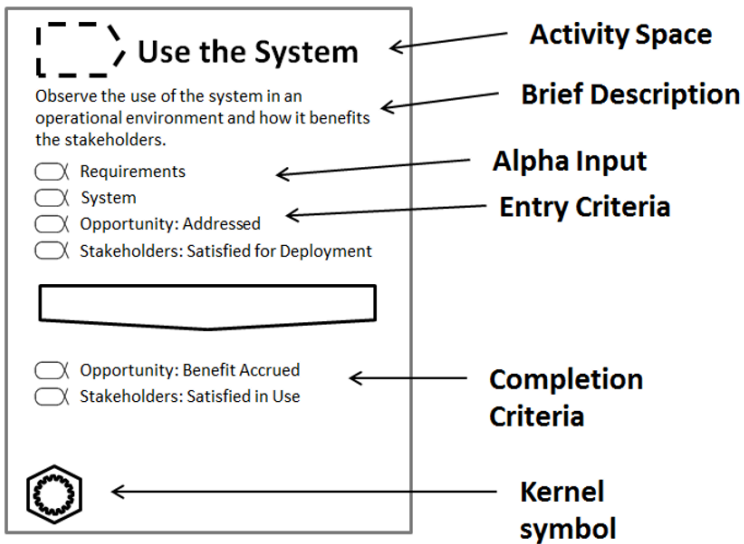 Use the System
Activity Space
Observe the use of the system in an
operational environment and how it benefits
the stakeholders.
Brief Description
Requirements
Alpha Input
System
Opportunity: Addressed
Entry Criteria
Stakeholders: Satisfied for Deployment
Opportunity: Benefit Accrued
Stakeholders: Satisfied in Use
Completion
Criteria
Kernel
symbol